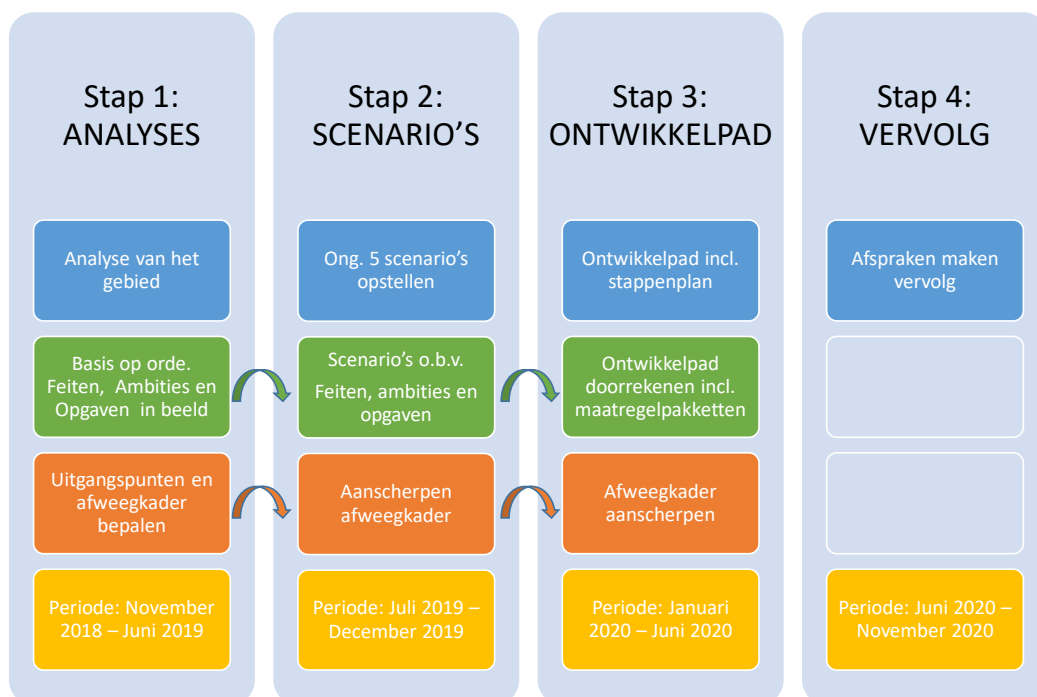 Stap 1:
ANALYSES
Analyse van het
gebied
Basis op orde.
Feiten, Ambities en
Opgaven in beeld
Uitgangspunten en
afweegkader
bepalen
Periode: November
2018 – Juni 2019
Stap 2:
SCENARIO’S
Ong. 5 scenario’s
opstellen
Scenario’s o.b.v.
Feiten, ambities en
opgaven
Aanscherpen
afweegkader
Periode: Juli 2019 –
December 2019
Stap 3:
ONTWIKKELPAD
Ontwikkelpad incl.
stappenplan
Ontwikkelpad
doorrekenen incl.
maatregelpakketten
Afweegkader
aanscherpen
Periode: Januari
2020 – Juni 2020
Stap 4:
VERVOLG
Afspraken maken
vervolg
Periode: Juni 2020 –
November 2020